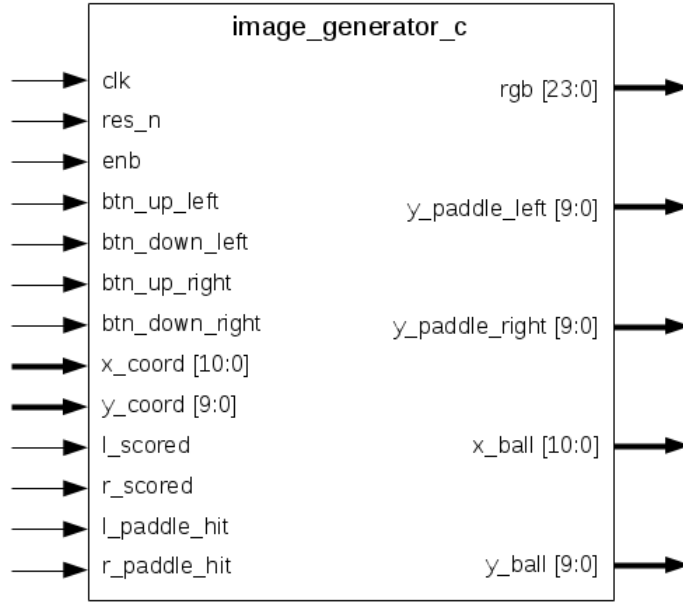 image_generator_c
clk
res_n
enb
btn_up_left
btn_down_left
btn_up_right
btn_down_right
x_coord [10:0]
y_coord [9:0]
l_scored
r_scored
l_paddle_hit
r_paddle_hit
rgb [23:0]
y_paddle_left [9:0]
y_paddle_right [9:0]
x_ball [10:0]
y_ball [9:0]